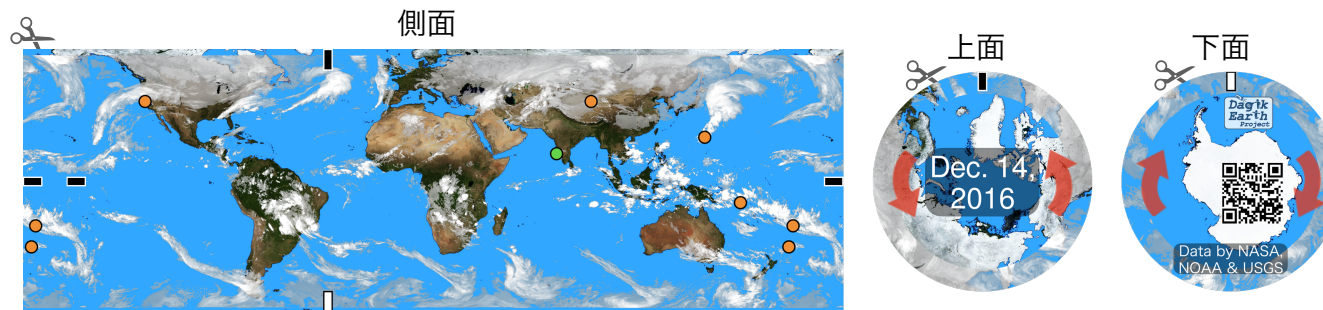 側面
上面
下面
Dec. 14,
2016
Dagik
Earth
Project
Data by NASA,
NOAA & USGS